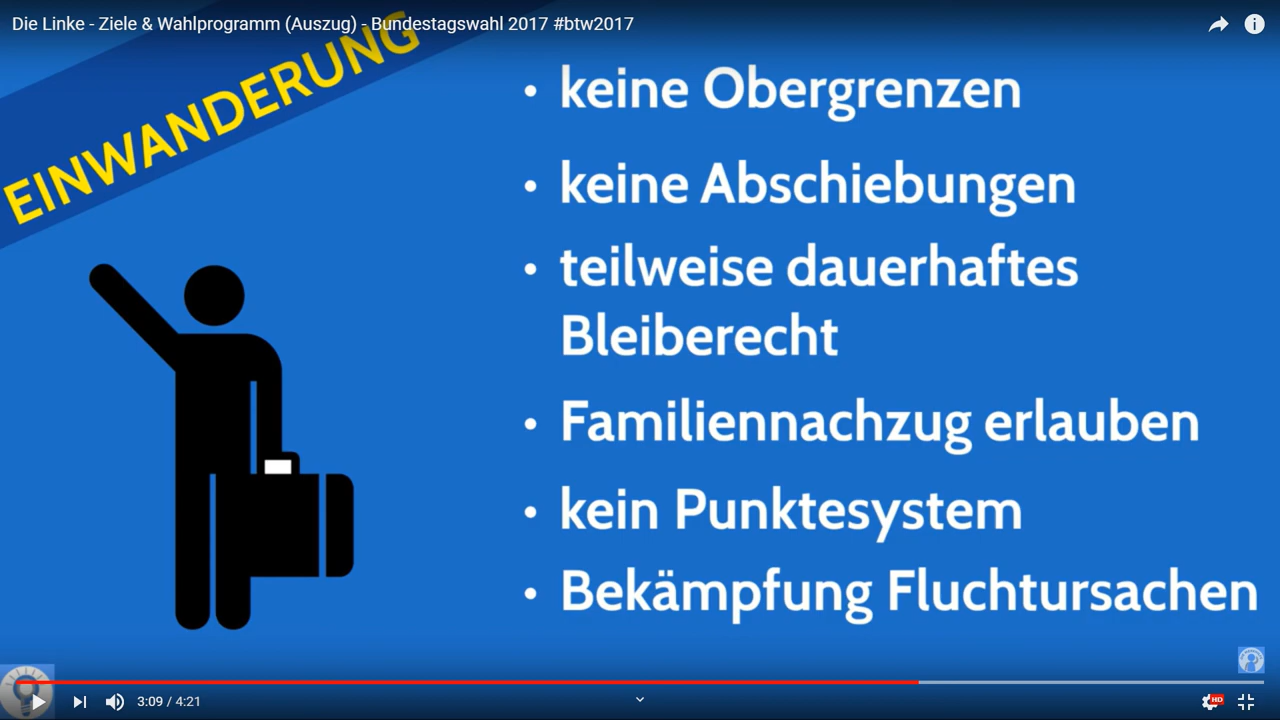 Die Linke - Ziele & Wahlprogramm (Auszug) - Bundestagswahl 2017 #btw2017
EINWANDERUNG
• keine Obergrenzen
• keine Abschiebungen
• teilweise dauerhaftes
Bleiberecht
• Familiennachzug erlauben
• kein Punktesystem
• Bekämpfung Fluchtursachen
3:09 / 4:21
HD